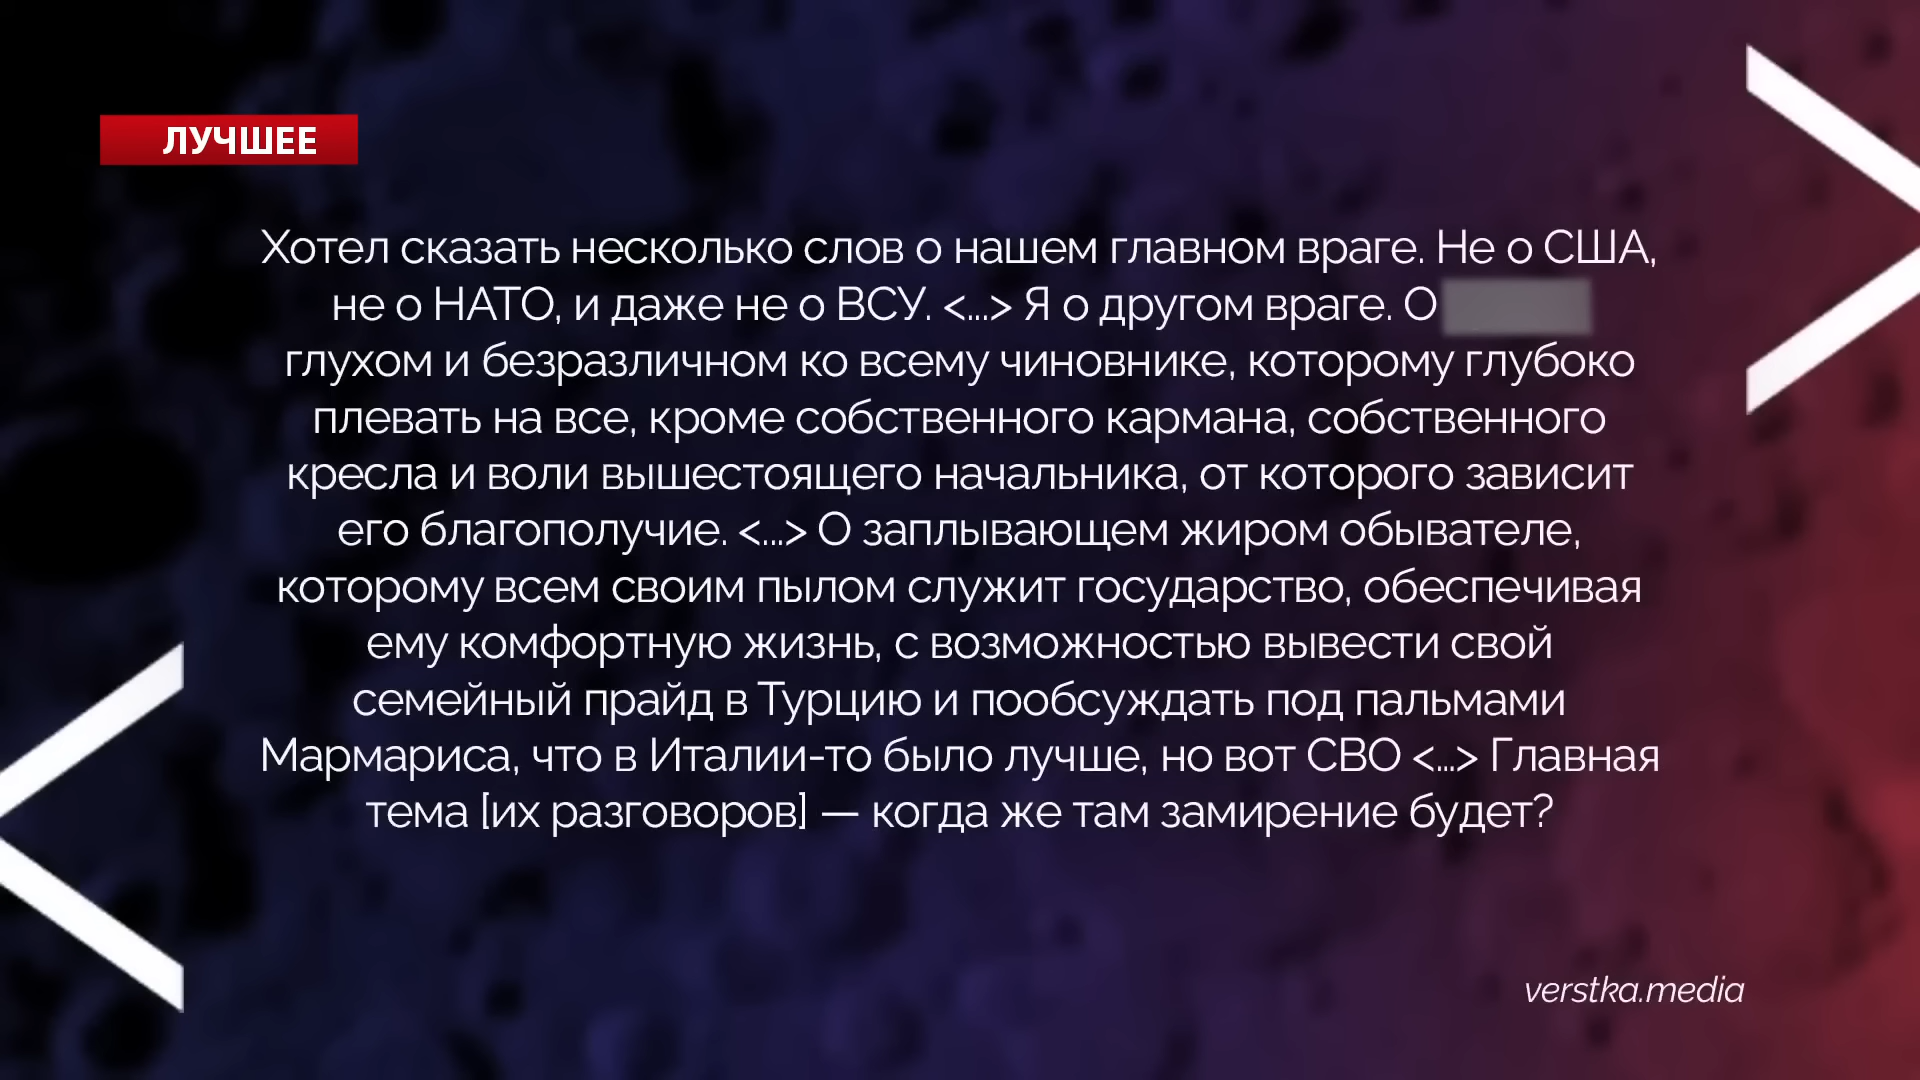 ЛУЧШЕЕ
Хотел сказать несколько слов о нашем главном враге. Не о США,
не о НАТО, и даже не о ВСУ. <...> Я о другом враге. О
глухом и безразличном ко всему чиновнике, которому глубоко
плевать на все, кроме собственного кармана, собственного
кресла и воли вышестоящего начальника, от которого зависит
его благополучие. <...> О заплывающем жиром обывателе,
которому всем своим пылом служит государство, обеспечивая
ему комфортную жизнь, с возможностью вывести свой
семейный прайд в Турцию и пообсуждать под пальмами
Мармариса, что в Италии-то было лучше, но вот СВО <...> Главная
тема [их разговоров] — когда же там замирение будет?
verstka.media